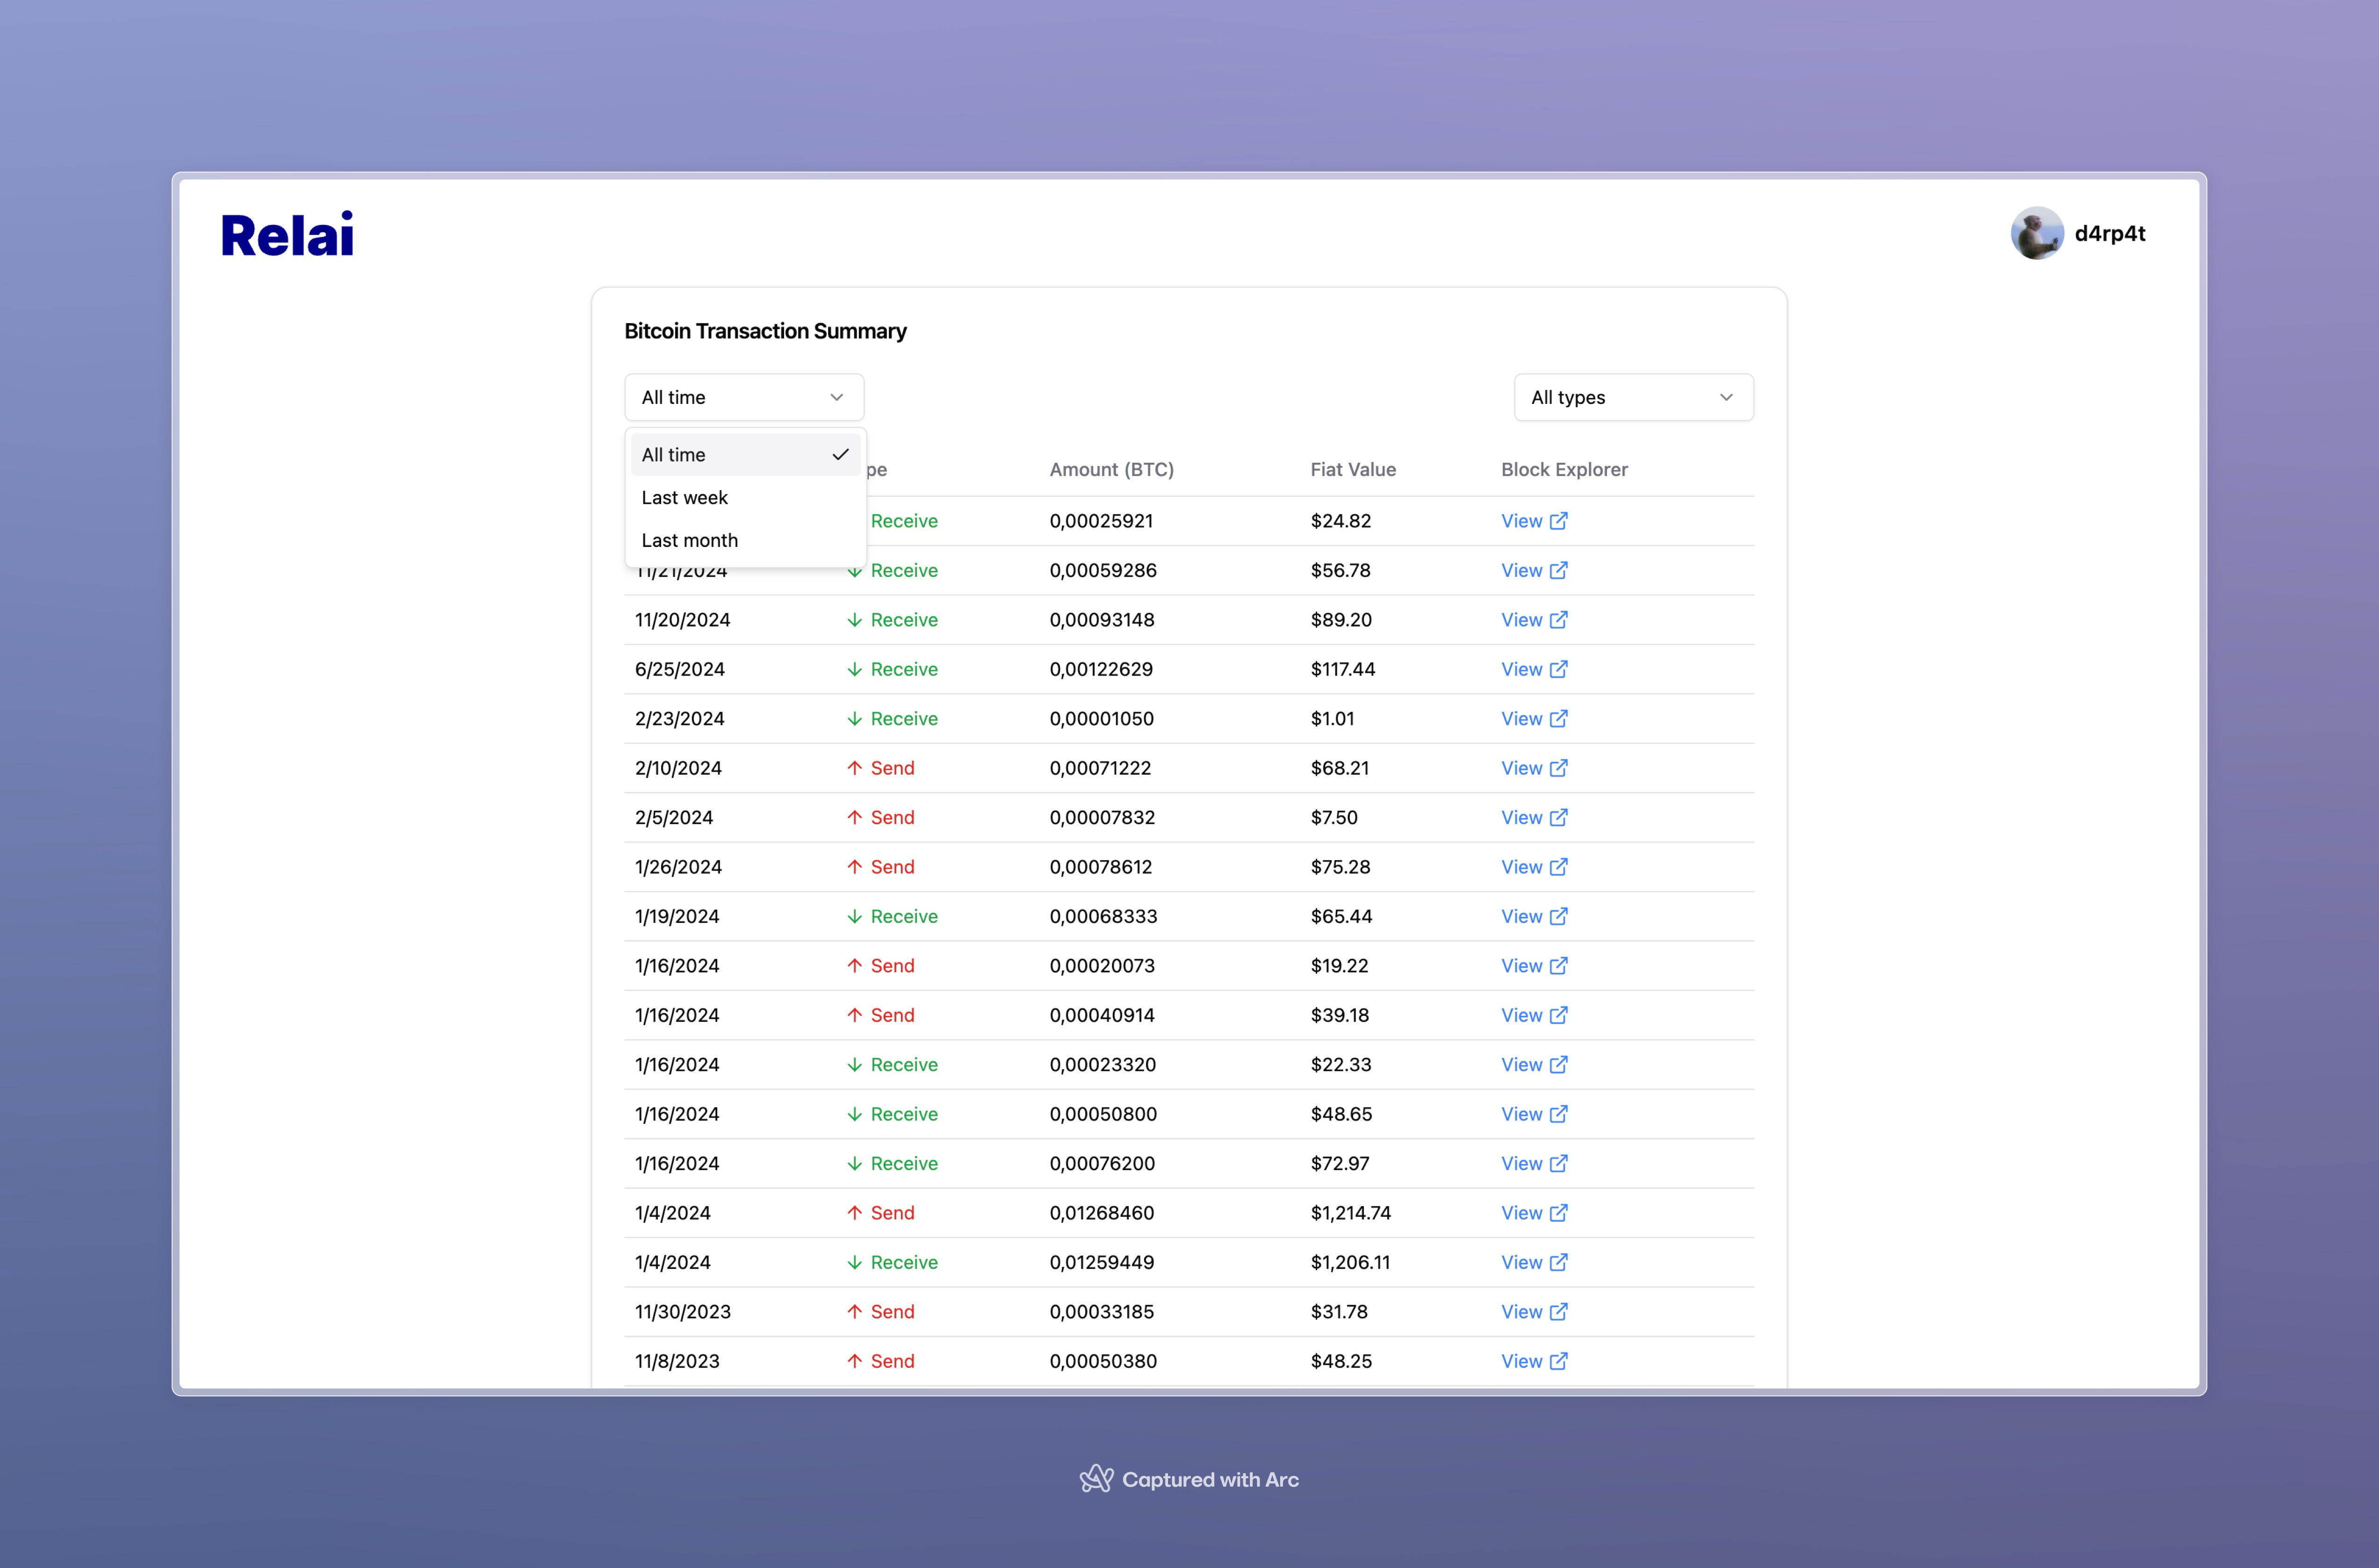 Relai
d4rp4t
Bitcoin Transaction Summary
All time All types
All time
Last week
Last month
pe Amount (BTC) Fiat Value Block Explorer
Receive 0,00025921 $24.82 View
11/21/2024 Receive 0,00059286 $56.78 View
11/20/2024 Receive 0,00093148 $89.20 View
6/25/2024 Receive 0,00122629 $117.44 View
2/23/2024 Receive 0,00001050 $1.01 View
2/10/2024 Send 0,00071222 $68.21 View
2/5/2024 Send 0,00007832 $7.50 View
1/26/2024 Send 0,00078612 $75.28 View
1/19/2024 Receive 0,00068333 $65.44 View
1/16/2024 Send 0,00020073 $19.22 View
1/16/2024 Send 0,00040914 $39.18 View
1/16/2024 Receive 0,00023320 $22.33 View
1/16/2024 Receive 0,00050800 $48.65 View
1/16/2024 Receive 0,00076200 $72.97 View
1/4/2024 Send 0,01268460 $1,214.74 View
1/4/2024 Receive 0,01259449 $1,206.11 View
11/30/2023 Send 0,00033185 $31.78 View
11/8/2023 Send 0,00050380 $48.25 View
Captured with Arc